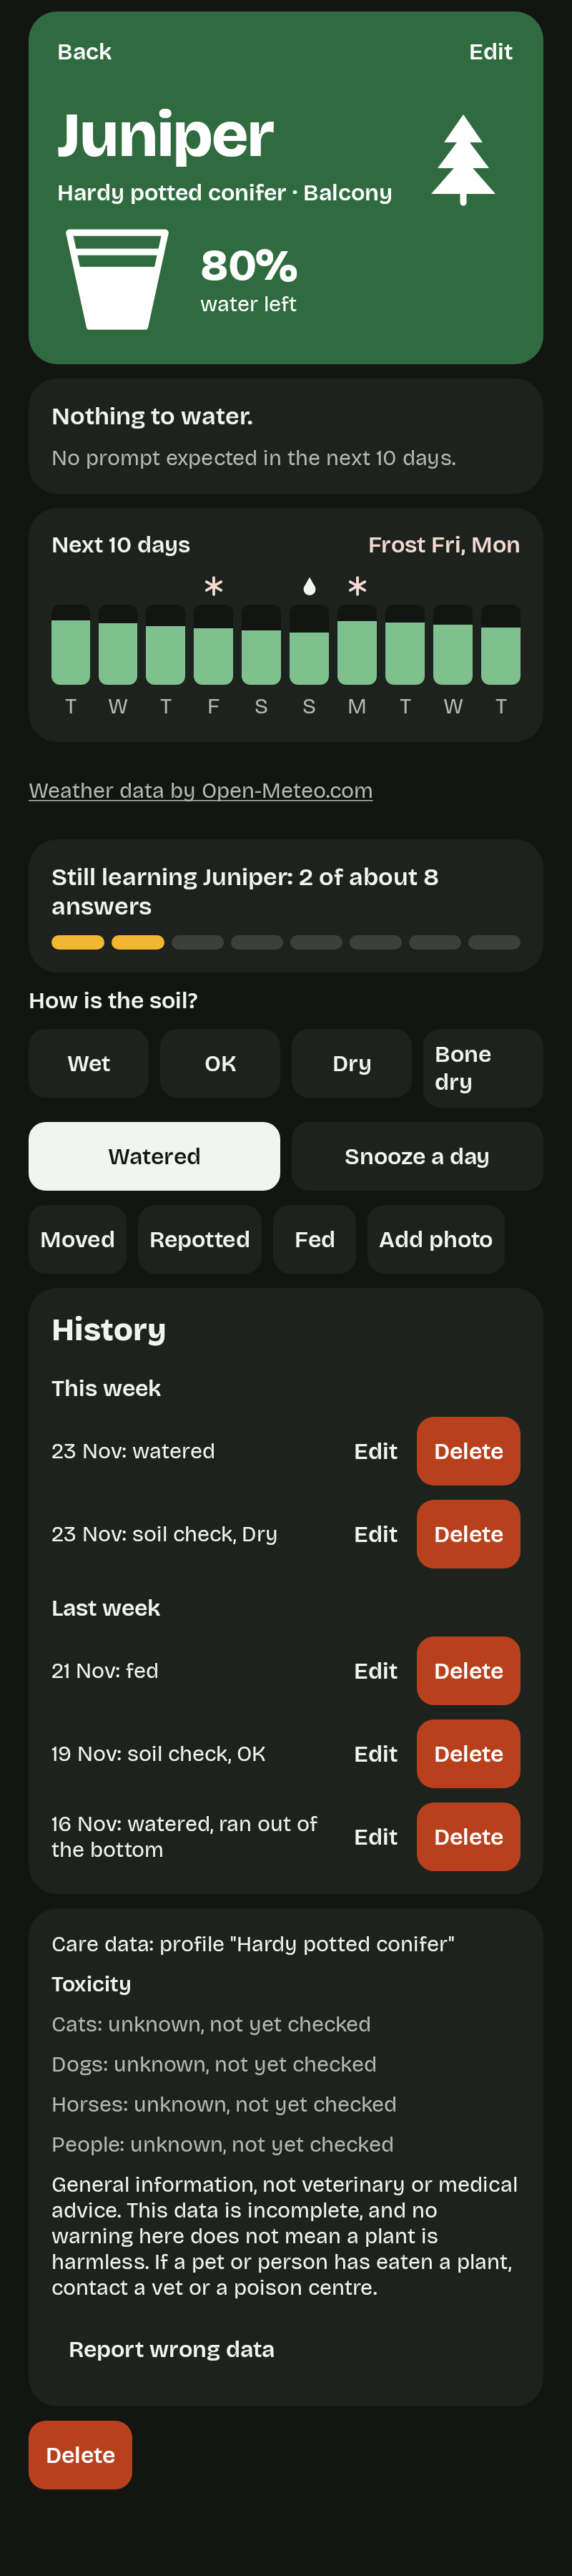 Back
Edit
Juniper
Hardy potted conifer · Balcony
80%
water left
Nothing to water.
No prompt expected in the next 10 days.
Next 10 days
Frost Fri, Mon
T W T F S S M T W T
Weather data by Open-Meteo.com
Still learning Juniper: 2 of about 8
answers
How is the soil?
Wet
OK
Dry
Bone
dry
Watered
Snooze a day
Moved
Repotted
Fed
Add photo
History
This week
23 Nov: watered
Edit
Delete
23 Nov: soil check, Dry
Edit
Delete
Last week
21 Nov: fed
Edit
Delete
19 Nov: soil check, OK
Edit
Delete
16 Nov: watered, ran out of
the bottom
Edit
Delete
Care data: profile "Hardy potted conifer"
Toxicity
Cats: unknown, not yet checked
Dogs: unknown, not yet checked
Horses: unknown, not yet checked
People: unknown, not yet checked
General information, not veterinary or medical
advice. This data is incomplete, and no
warning here does not mean a plant is
harmless. If a pet or person has eaten a plant,
contact a vet or a poison centre.
Report wrong data
Delete